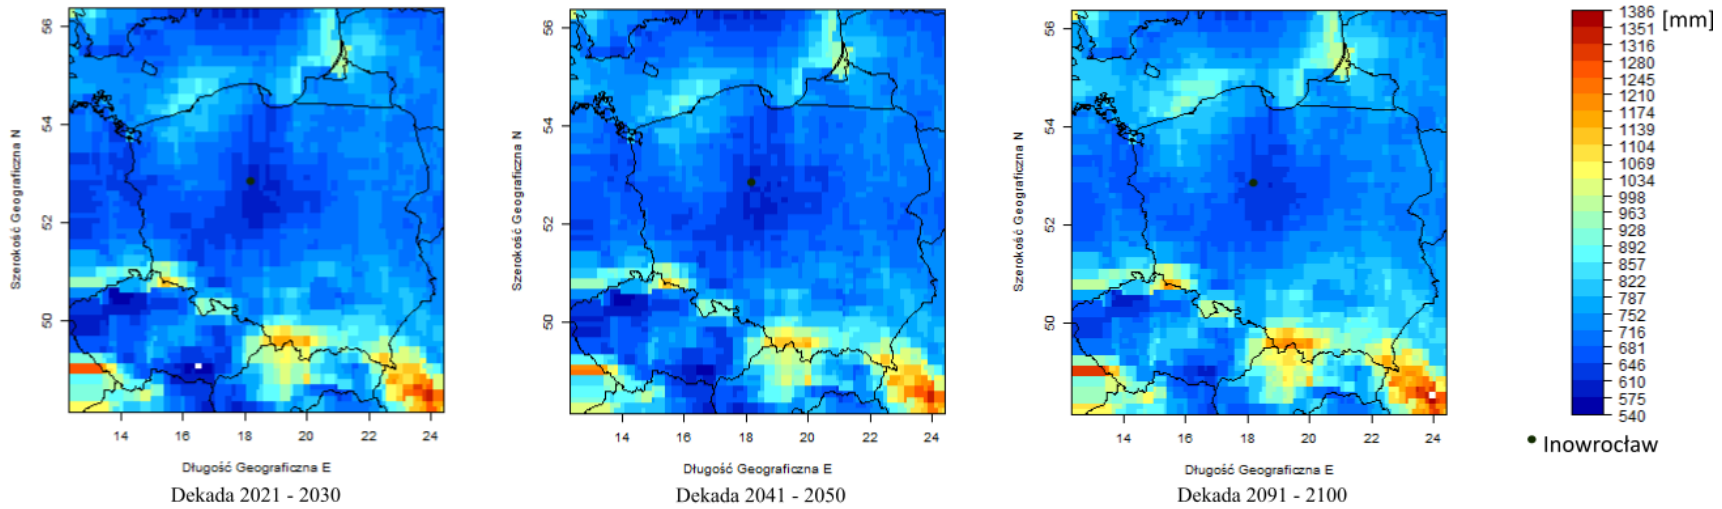 56
54
52
50
Szerokość Geograficzna N
14 16 18 20 22 24
Długość Geograficzna E
Dekada 2021 - 2030
56
54
52
50
Szerokość Geograficzna N
14 16 18 20 22 24
Długość Geograficzna E
Dekada 2041 - 2050
56
54
52
50
Szerokość Geograficzna N
14 16 18 20 22 24
Długość Geograficzna E
Dekada 2091 - 2100
1386 [mm]
1351
1316
1280
1245
1210
1174
1139
1104
1069
1034
998
963
928
892
857
822
787
752
716
681
646
610
575
540
Inowrocław